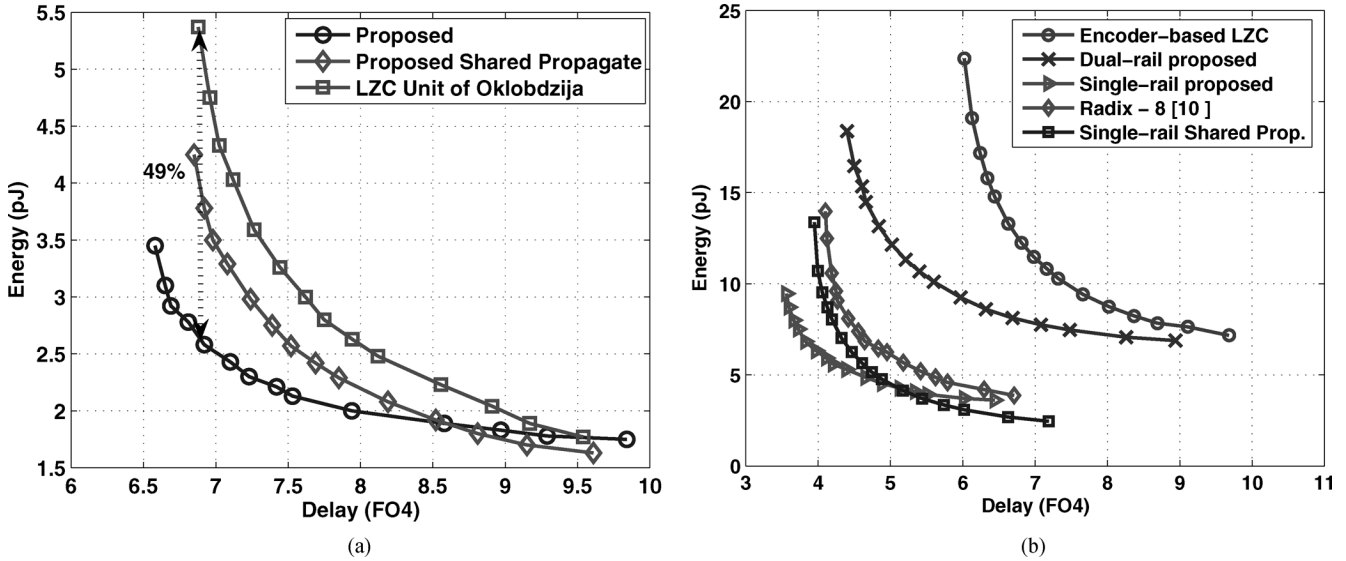 5.5
5
4.5
4
3.5
3
2.5
2
1.5
Energy (pJ)
Proposed
Proposed Shared Propagate
LZC Unit of Oklobdzija
49%
6 6.5 7 7.5 8 8.5 9 9.5 10
Delay (FO4)
(a)
25
20
15
10
5
0
Energy (pJ)
Encoder-based LZC
Dual-rail proposed
Single-rail proposed
Radix - 8 [10 ]
Single-rail Shared Prop.
3 4 5 6 7 8 9 10 11
Delay (FO4)
(b)